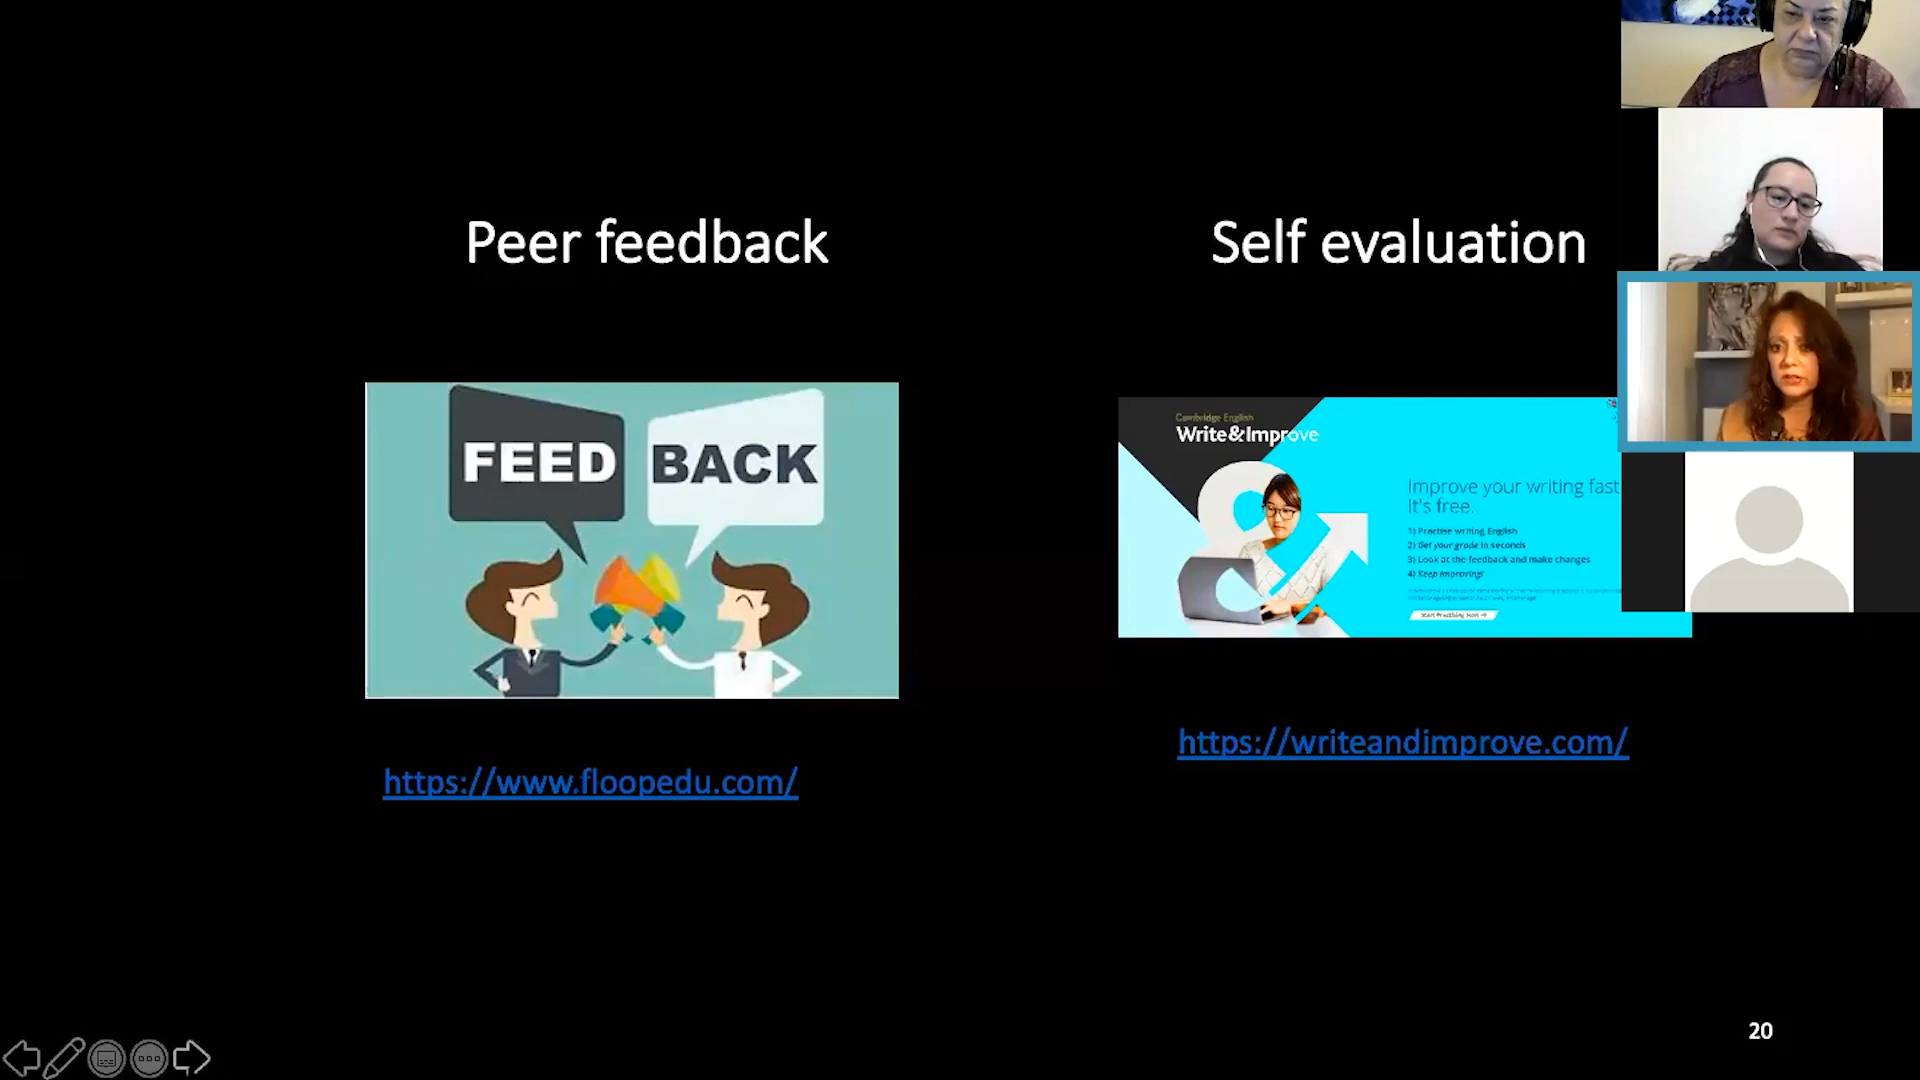 Peer feedback
Self evaluation
FEED BACK
Cambridge English
Write&Improve
Improve your writing fast
It's free.
1) Practise writing English
2) Get your grade in seconds
3) Look at the feedback and make changes
4) Keep improving!
Start Practising Now
https://writeandimprove.com/
https://www.floopedu.com/
20